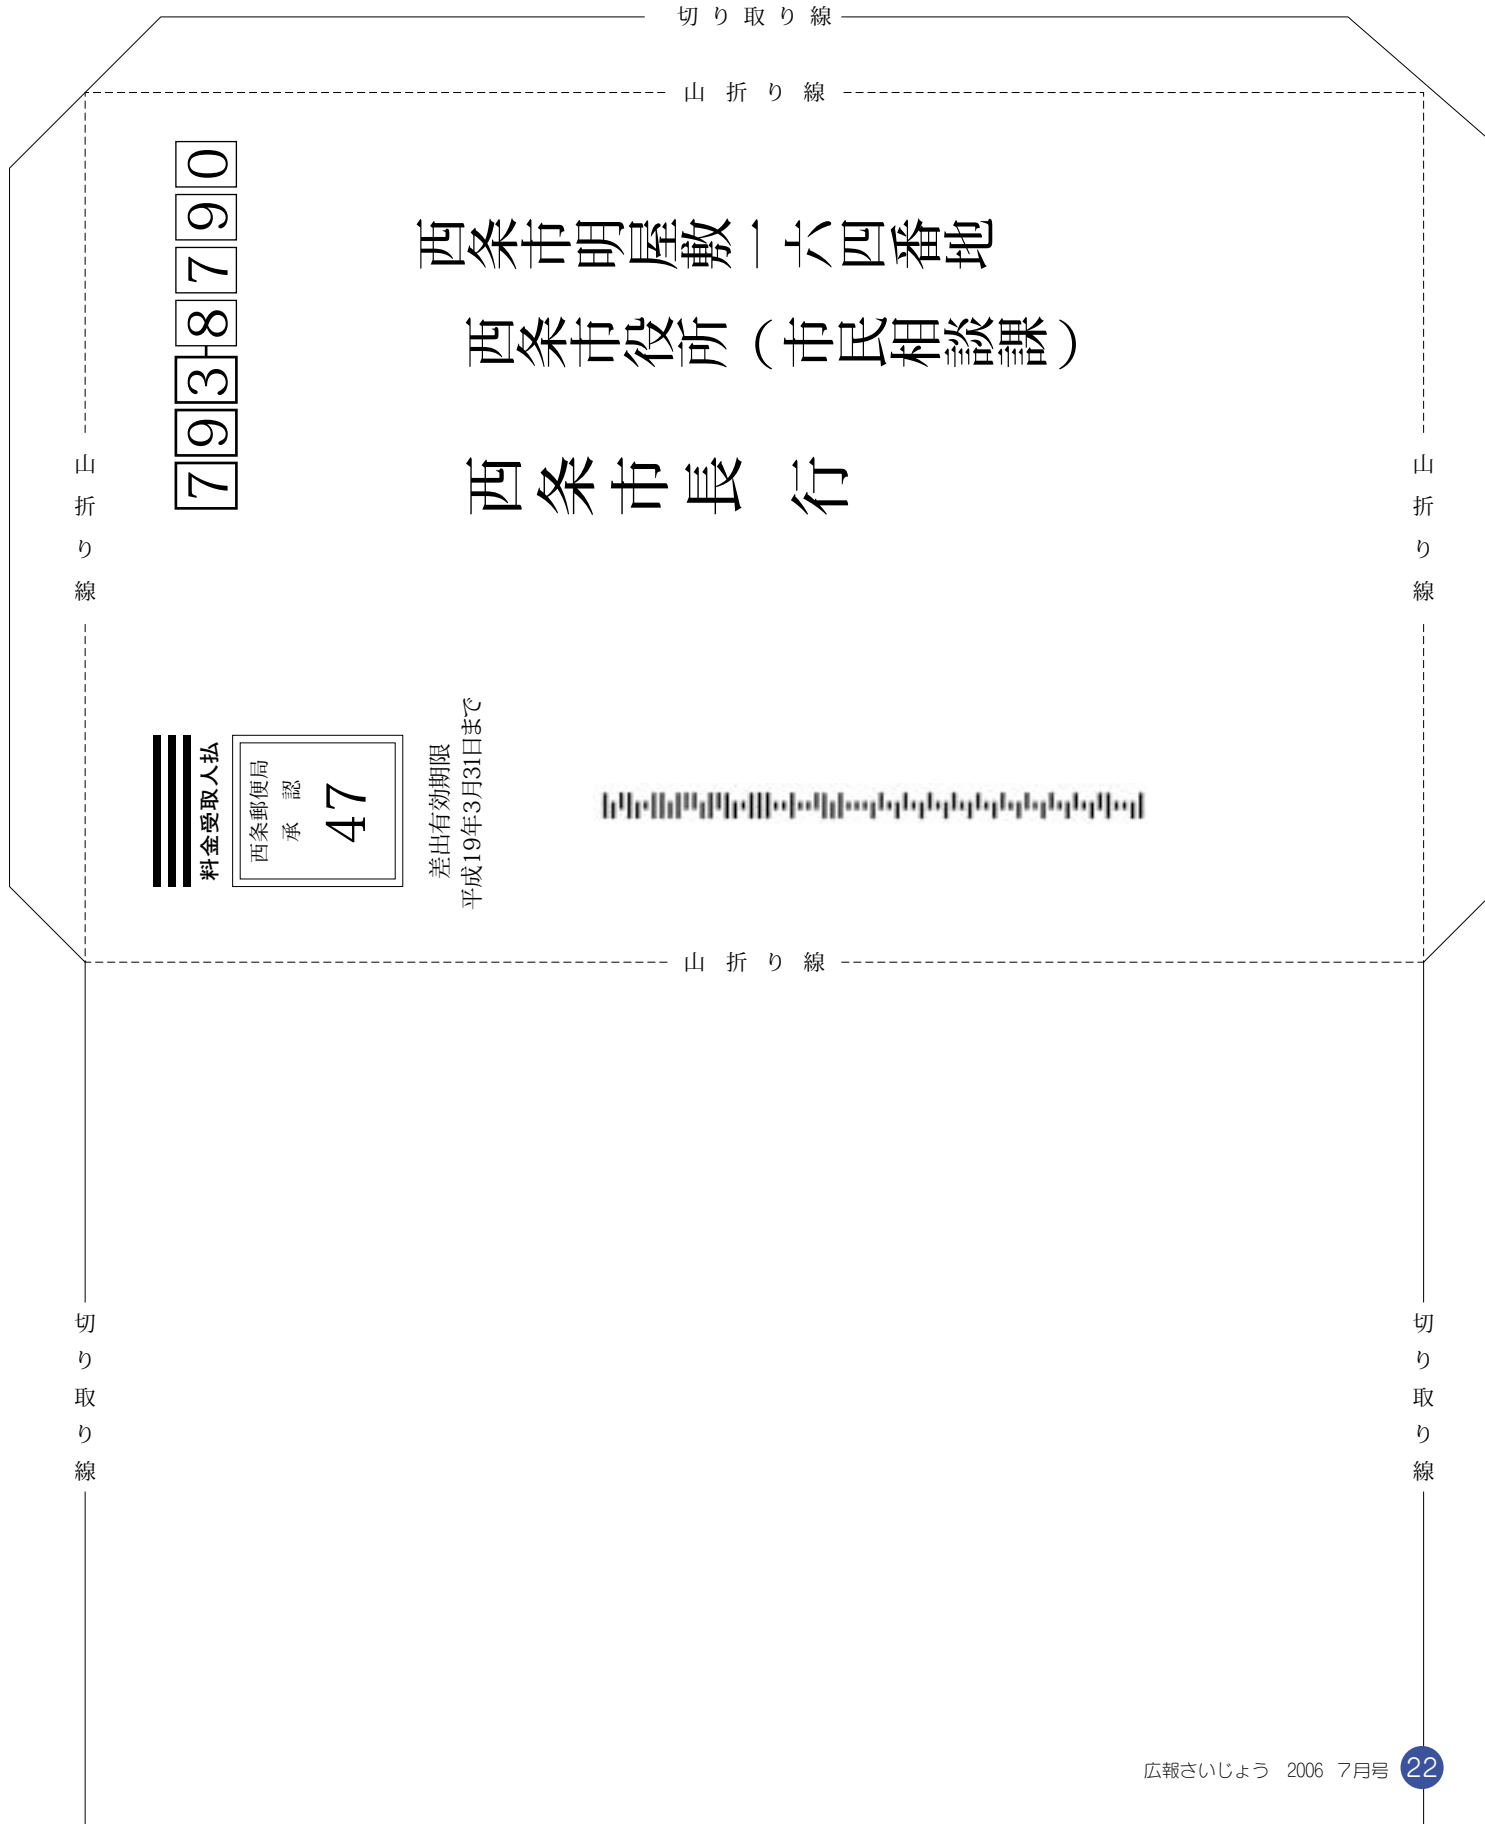 切り取り線
山折り線
793-8790
西条市明屋敷一六四番地
西条市役所（市民相談課）
西条市長 行
山折り線
山折り線
料金受取人払
西条郵便局
承 認
47
差出有効期限
平成19年3月31日まで
山折り線
切り取り線
切り取り線
広報さいじょう 2006 7月号 22